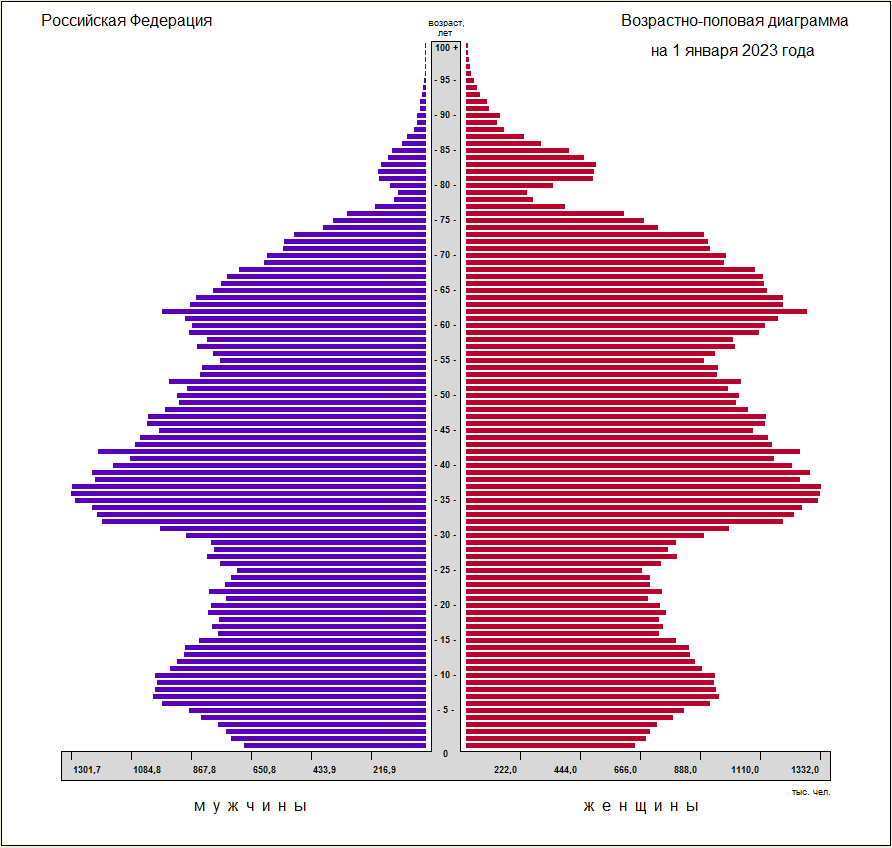 Российская Федерация
возраст,
лет
Возрастно-половая диаграмма
на 1 января 2023 года
100 +
- 95 -
- 90 -
- 85 -
- 80 -
- 75 -
- 70 -
- 65 -
- 60 -
- 55 -
- 50 -
- 45 -
- 40 -
- 35 -
- 30 -
- 25 -
- 20 -
- 15 -
- 10 -
- 5 -
0
1301,7 1084,8 867,8 650,8 433,9 216,9
222,0 444,0 666,0 888,0 1110,0 1332,0
тыс. чел.
м у ж ч и н ы
ж е н щ и н ы